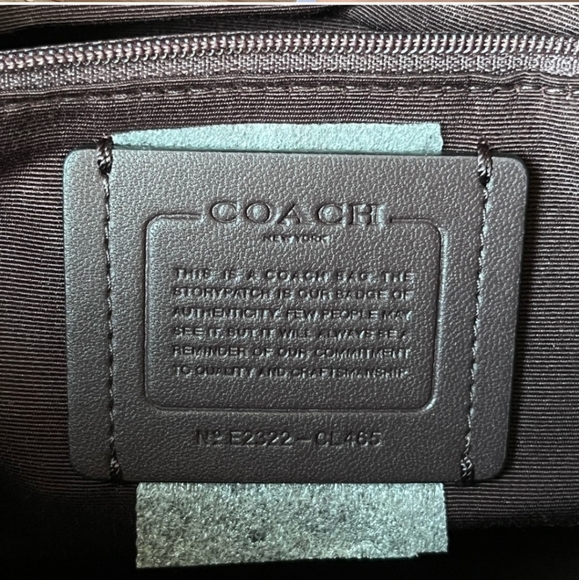 COACH
NEW YORK
THIS IS A COACH BAG. THE
STORYPATCH IS OUR BADGE OF
AUTHENTICITY. FEW PEOPLE MAY
SEE IT. BUT IT WILL ALWAYS BE A
REMINDER OF OUR COMMITMENT
TO QUALITY AND CRAFTSMANSHIP.
Nº E2322-CL465